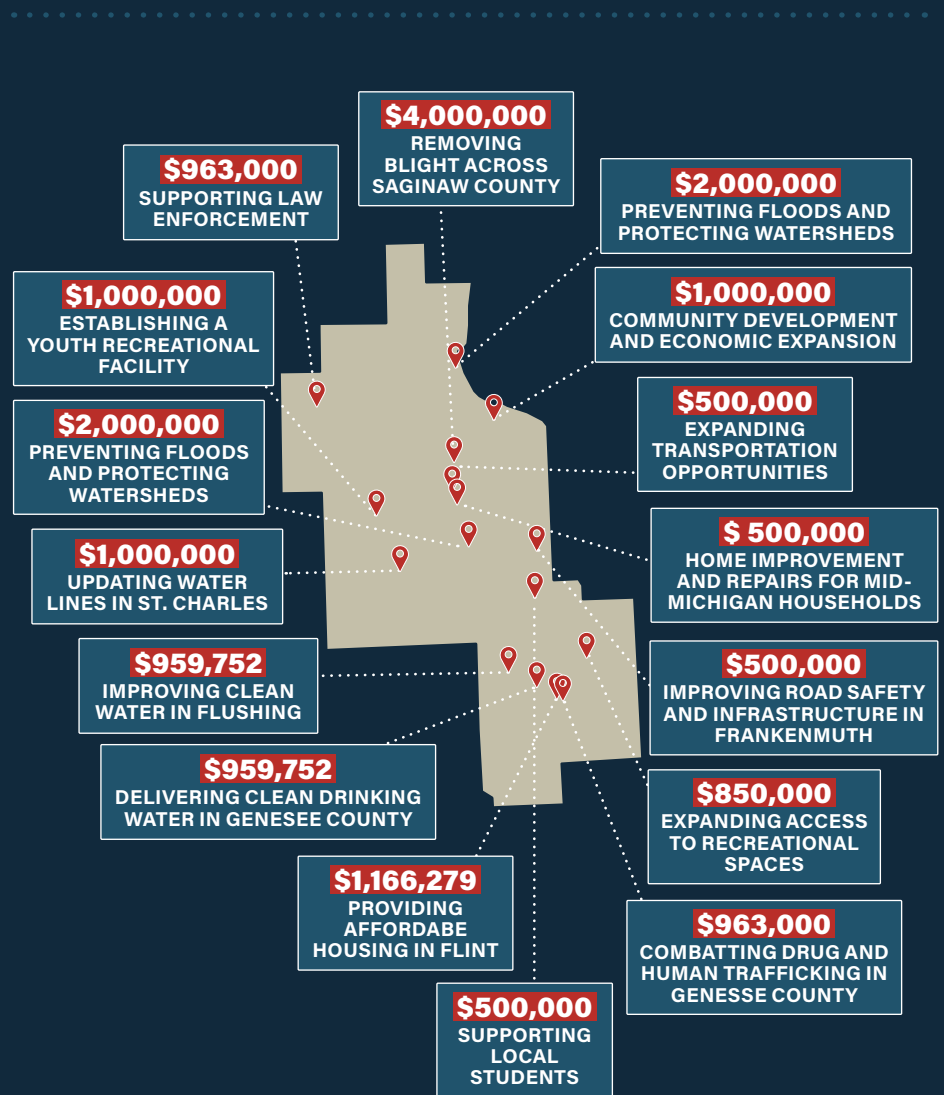 $4,000,000
REMOVING
BLIGHT ACROSS
SAGINAW COUNTY
$963,000
SUPPORTING LAW
ENFORCEMENT
$2,000,000
PREVENTING FLOODS AND
PROTECTING WATERSHEDS
$1,000,000
ESTABLISHING A
YOUTH RECREATIONAL
FACILITY
$1,000,000
COMMUNITY DEVELOPMENT
AND ECONOMIC EXPANSION
$2,000,000
PREVENTING FLOODS
AND PROTECTING
WATERSHEDS
$500,000
EXPANDING
TRANSPORTATION
OPPORTUNITIES
$1,000,000
UPDATING WATER
LINES IN ST. CHARLES
$ 500,000
HOME IMPROVEMENT
AND REPAIRS FOR MID-
MICHIGAN HOUSEHOLDS
$959,752
IMPROVING CLEAN
WATER IN FLUSHING
$500,000
IMPROVING ROAD SAFETY
AND INFRASTRUCTURE IN
FRANKENMUTH
$959,752
DELIVERING CLEAN DRINKING
WATER IN GENESEE COUNTY
$850,000
EXPANDING ACCESS
TO RECREATIONAL
SPACES
$1,166,279
PROVIDING
AFFORDABE
HOUSING IN FLINT
$963,000
COMBATTING DRUG AND
HUMAN TRAFFICKING IN
GENESSE COUNTY
$500,000
SUPPORTING
LOCAL
STUDENTS